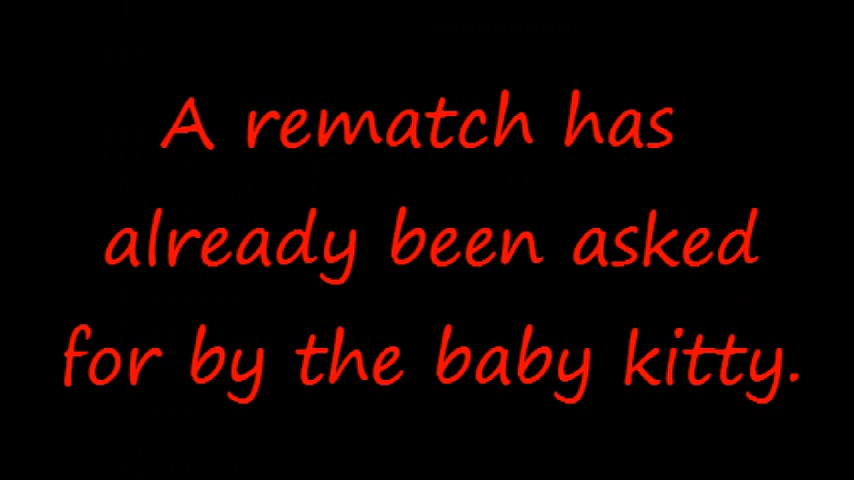 A rematch has
already been asked
for by the baby kitty.